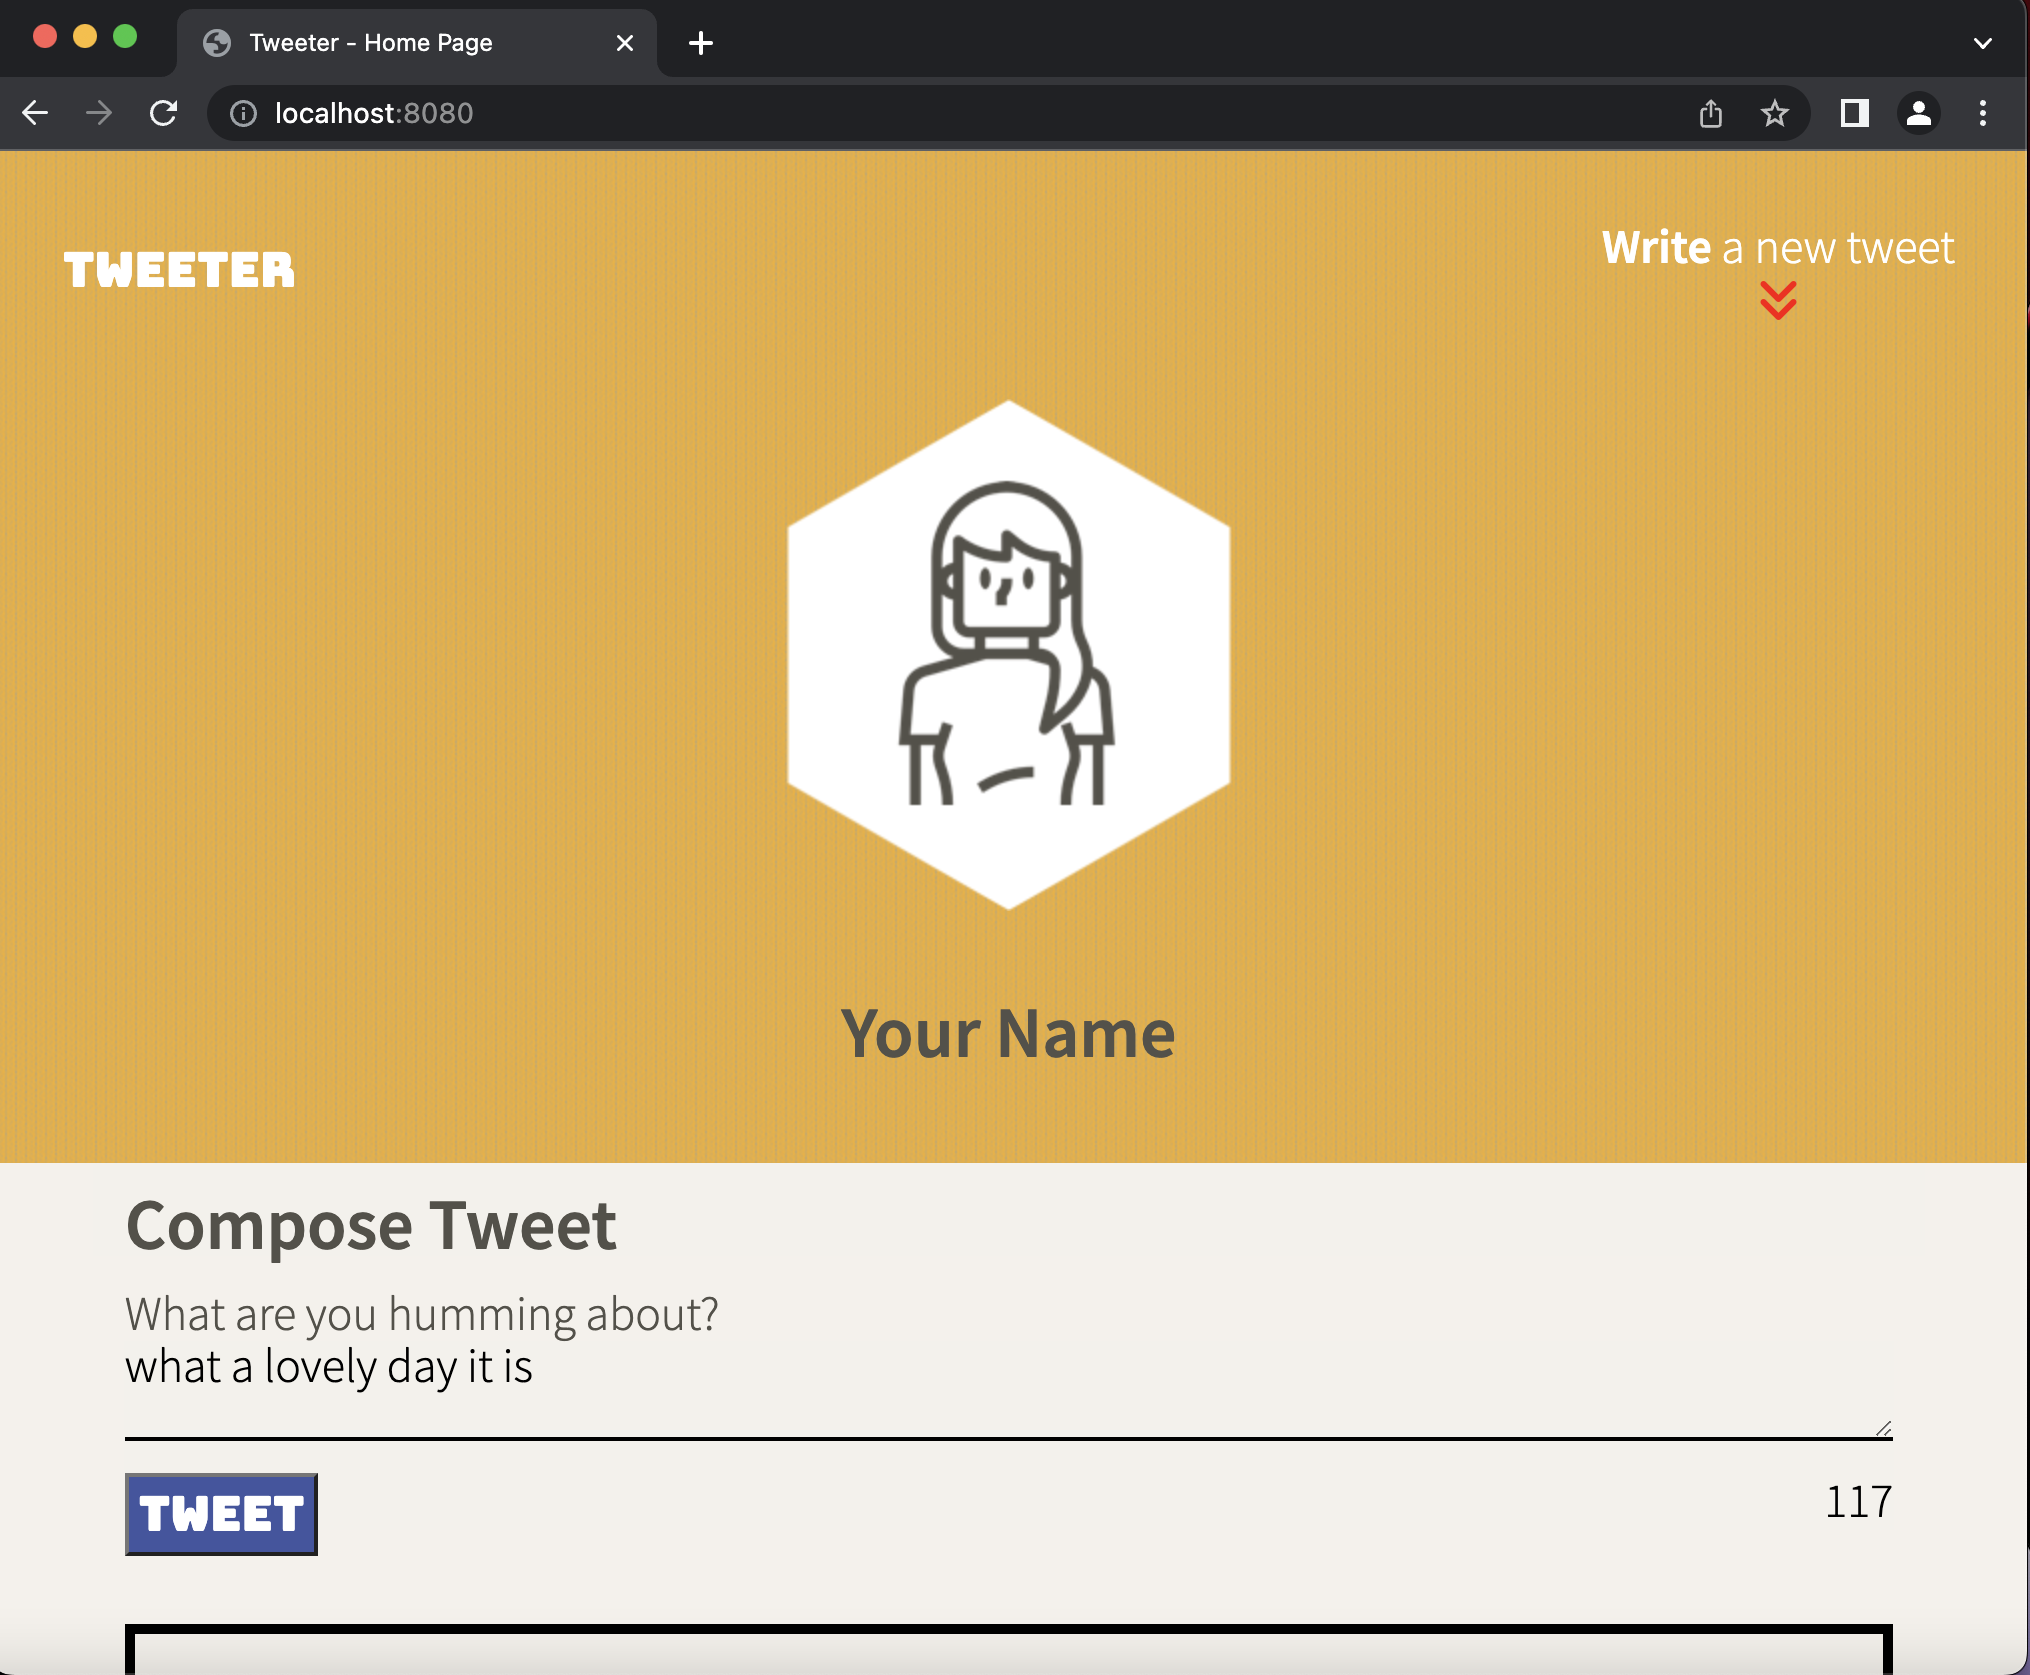 Tweeter - Home Page
localhost:8080
TWEETER
Write a new tweet
Your Name
Compose Tweet
What are you humming about?
what a lovely day it is
TWEET
117